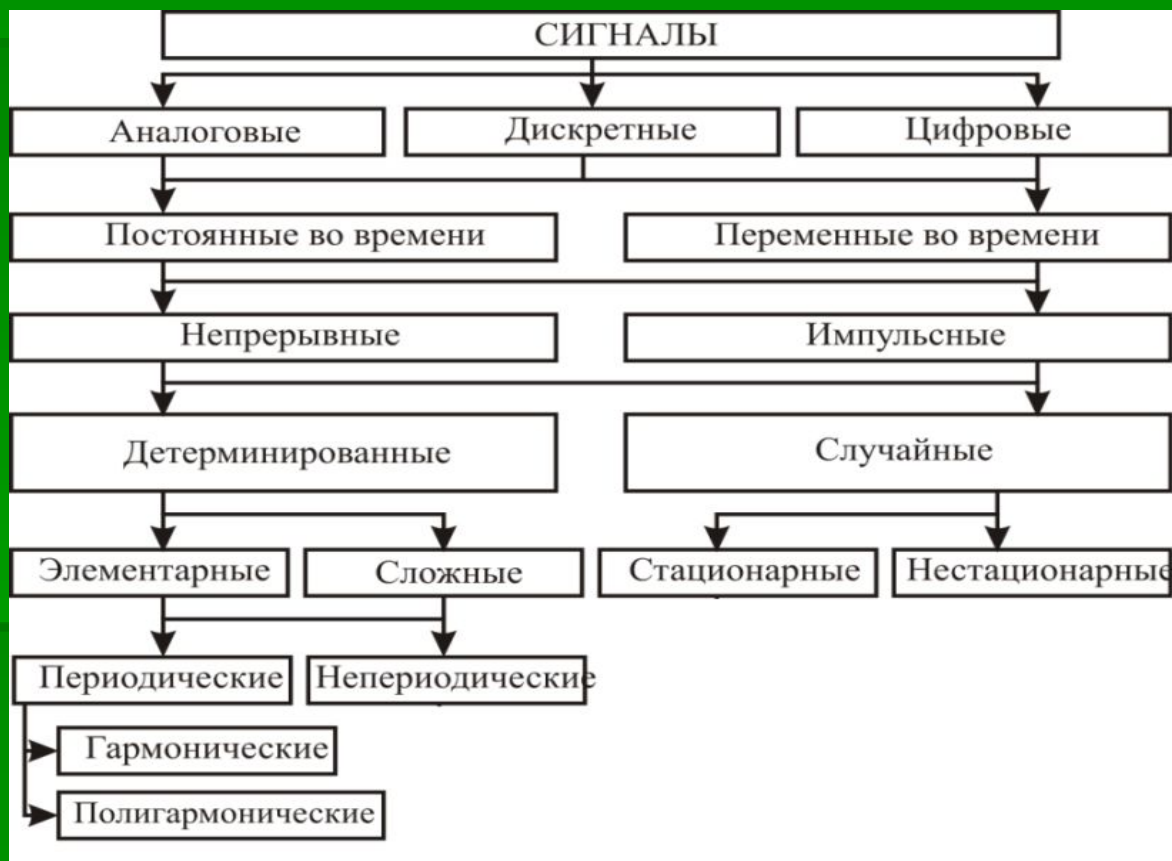 СИГНАЛЫ
Аналоговые
Дискретные
Цифровые
Постоянные во времени
Переменные во времени
Непрерывные
Импульсные
Детерминированные
Случайные
Элементарные
Сложные
Стационарные
Нестационарные
Периодические
Непериодические
Гармонические
Полигармонические